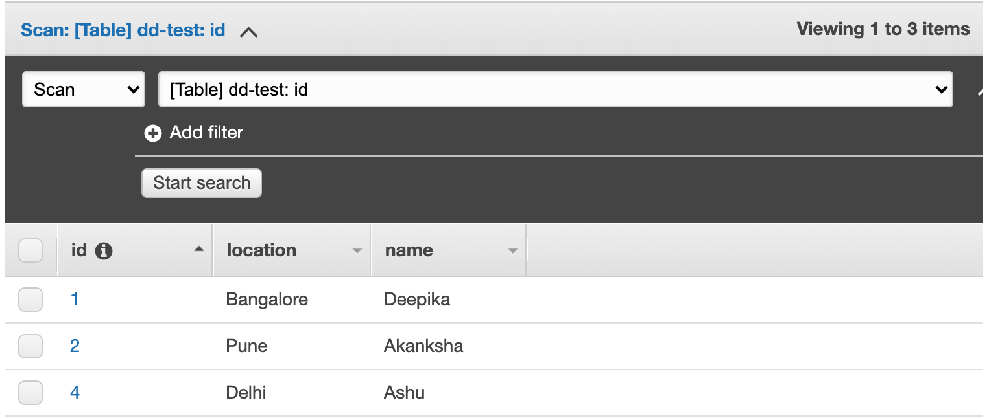 Scan: [Table] dd-test: id Viewing 1 to 3 items
Scan [Table] dd-test: id
Add filter
Start search
id location name
1 Bangalore Deepika
2 Pune Akanksha
4 Delhi Ashu